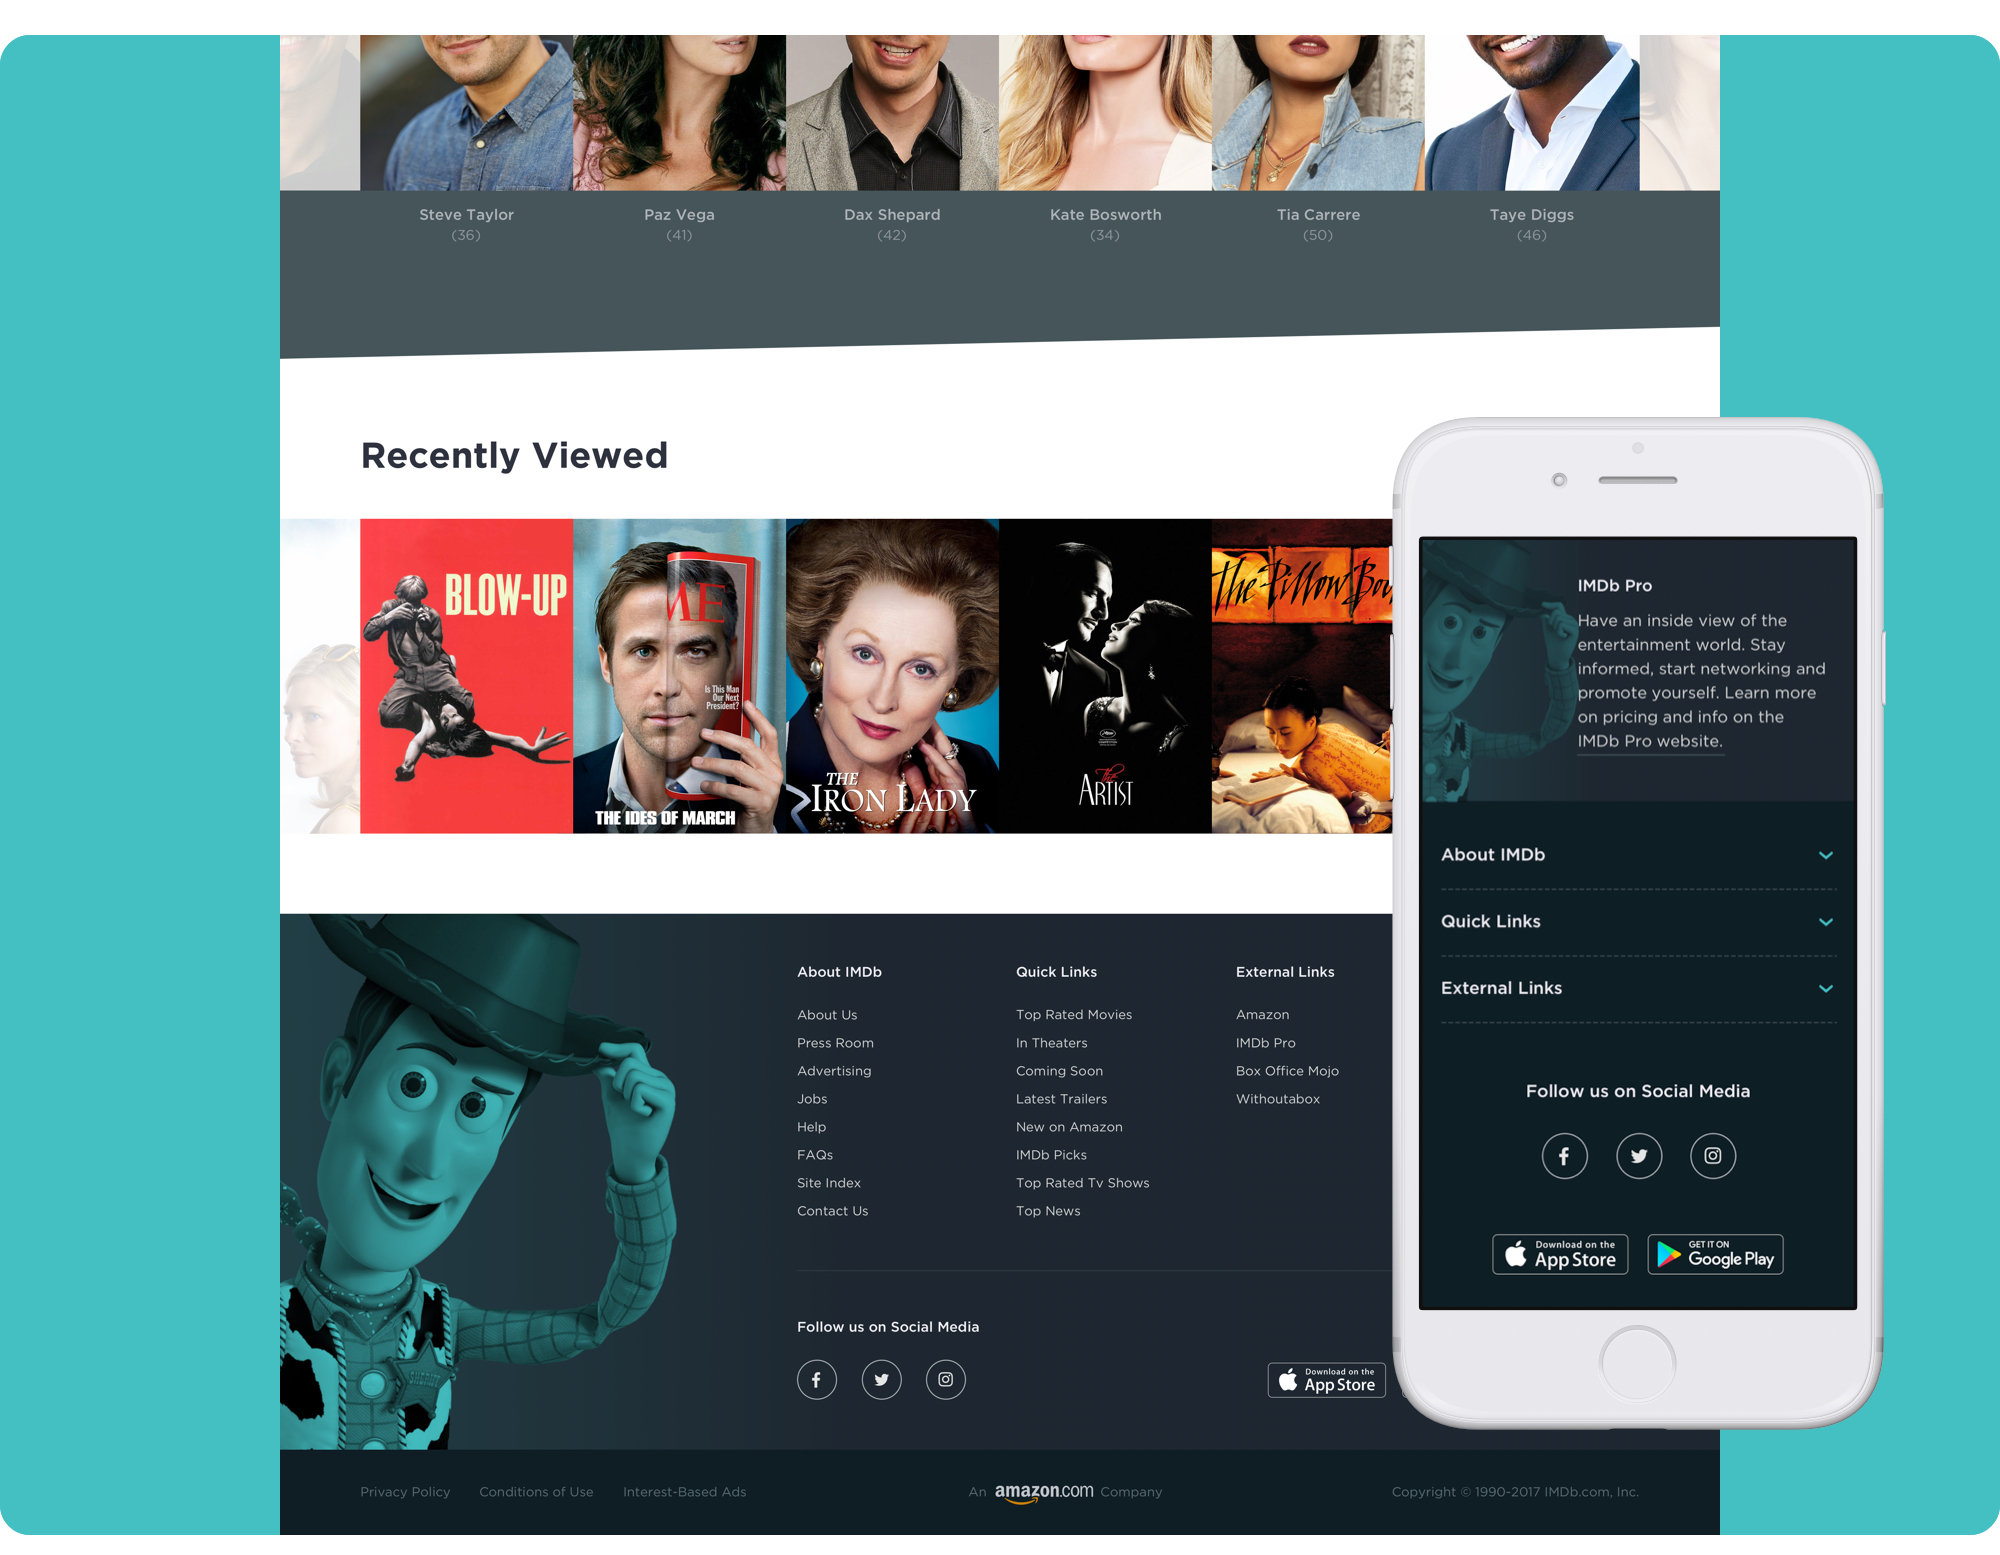 Steve Taylor
(36)
Paz Vega
(41)
Dax Shepard
(42)
Kate Bosworth
(34)
Tia Carrere
(50)
Taye Diggs
(46)
Recently Viewed
BLOW-UP
ME
Is This Man
Our Next
President?
THE IDES OF MARCH
THE
IRON LADY
The
ARTIST
The Pillow Boo
IMDb Pro
Have an inside view of the
entertainment world. Stay
informed, start networking and
promote yourself. Learn more
on pricing and info on the
IMDb Pro website.
About IMDb
Quick Links
External Links
Follow us on Social Media
Download on the
App Store
GET IT ON
Google Play
About IMDb
About Us
Press Room
Advertising
Jobs
Help
FAQs
Site Index
Contact Us
Quick Links
Top Rated Movies
In Theaters
Coming Soon
Latest Trailers
New on Amazon
IMDb Picks
Top Rated Tv Shows
Top News
External Links
Amazon
IMDb Pro
Box Office Mojo
Withoutabox
SHERIFF
Follow us on Social Media
Download on the
App Store
Privacy Policy
Conditions of Use
Interest-Based Ads
An amazon.com Company
Copyright © 1990-2017 IMDb.com, Inc.